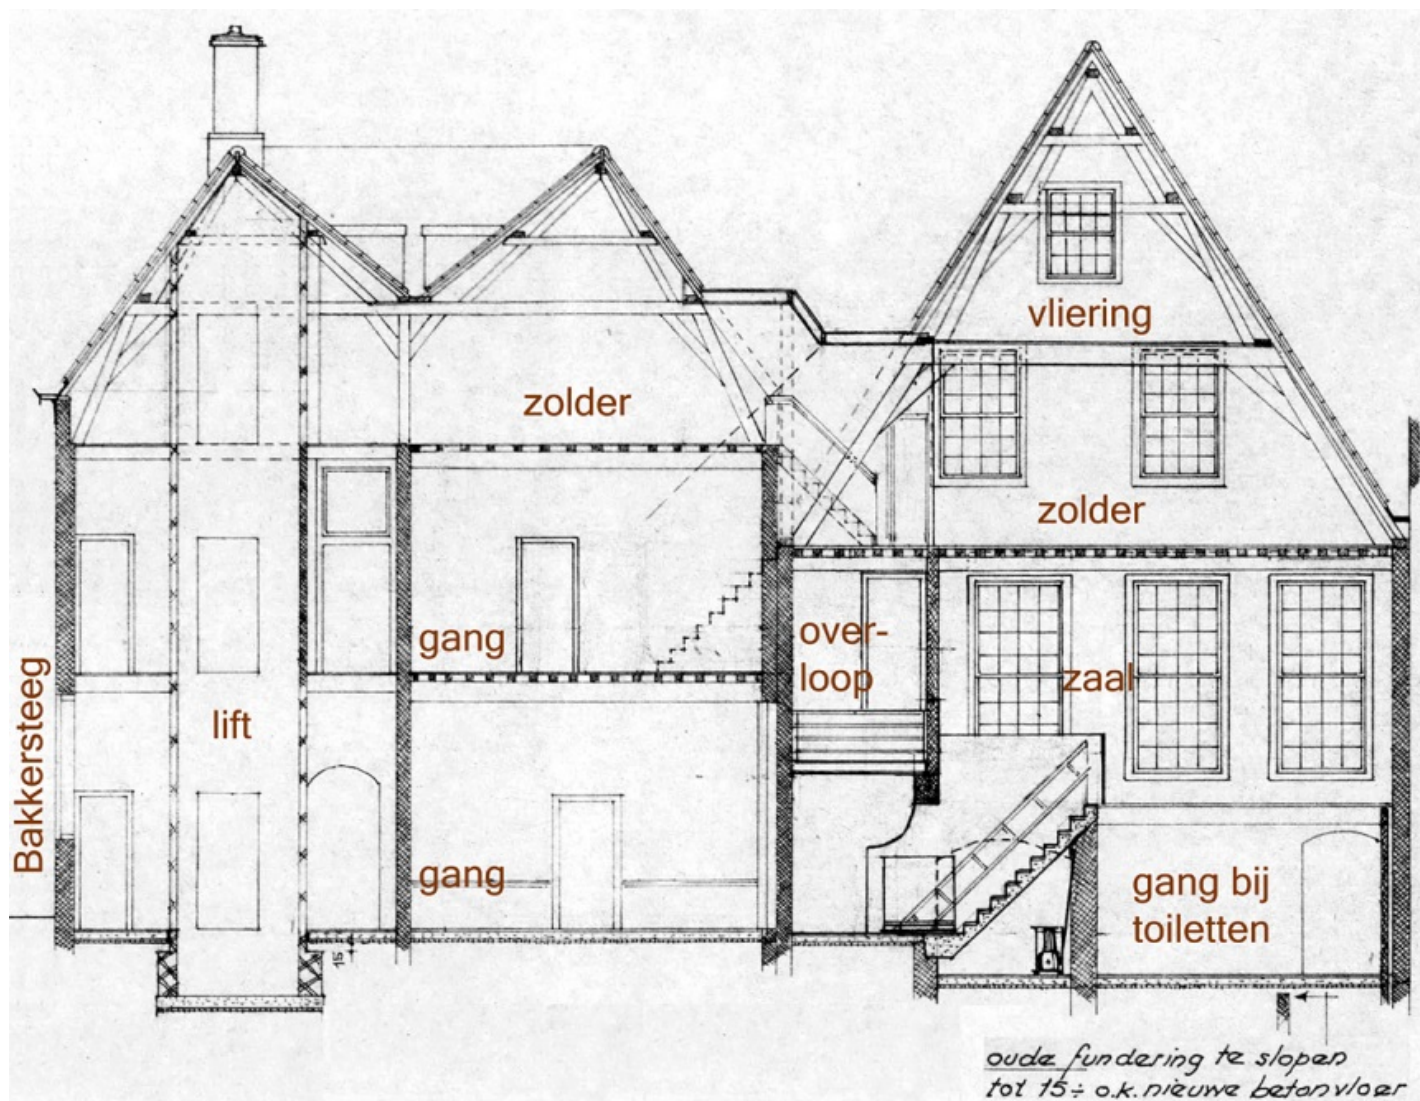 vliering
zolder
zolder
gang
over-
loop
zaal
Bakkersteeg
lift
gang
gang bij
toiletten
15
oude fundering te slopen
tot 15÷ o.k. nieuwe betonvloer